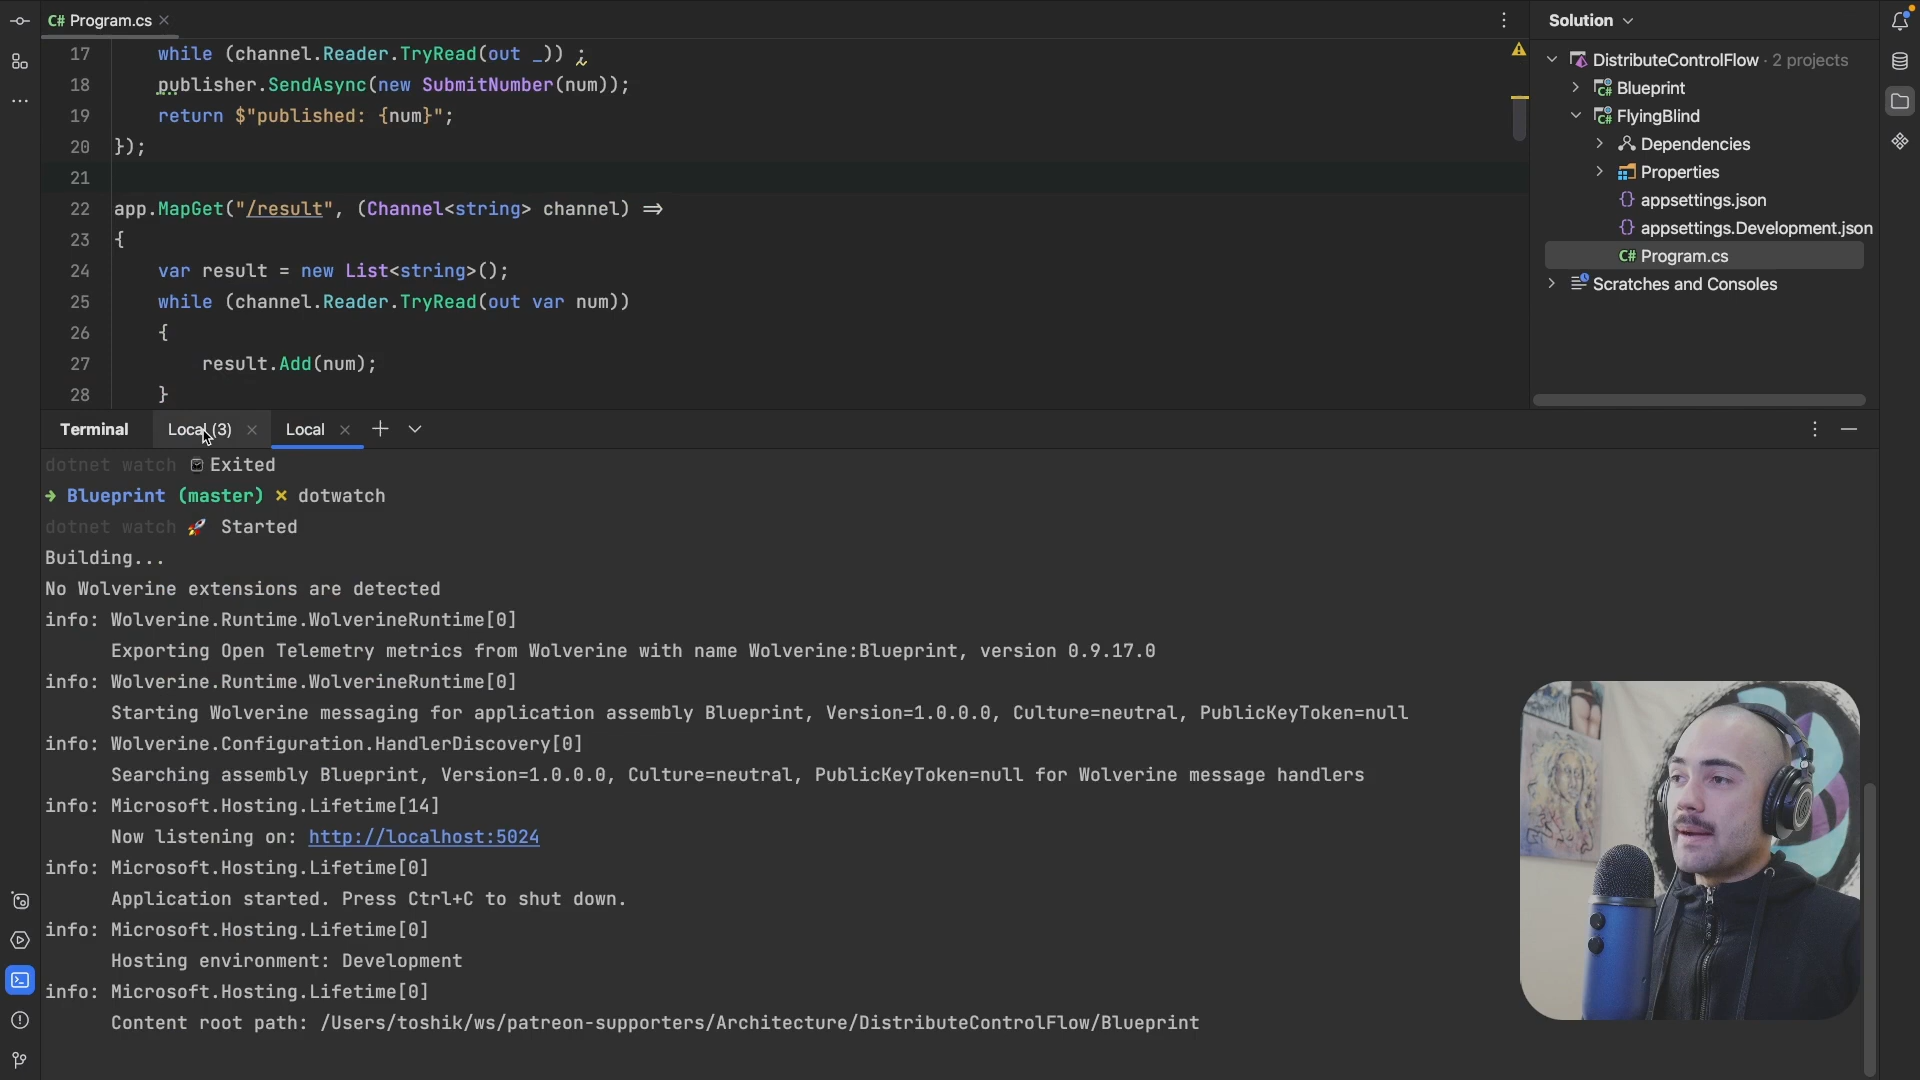 C# Program.cs
17 while (channel.Reader.TryRead(out _)) ;
18 publisher.SendAsync(new SubmitNumber(num));
19 return $"published: {num}";
20 });
21
22 app.MapGet("/result", (Channel<string> channel) =>
23 {
24 var result = new List<string>();
25 while (channel.Reader.TryRead(out var num))
26 {
27 result.Add(num);
28 }
Solution
DistributeControlFlow · 2 projects
C# Blueprint
C# FlyingBlind
Dependencies
Properties
{} appsettings.json
{} appsettings.Development.json
C# Program.cs
Scratches and Consoles
Terminal Local (3) Local
dotnet watch Exited
➜ Blueprint (master) × dotwatch
dotnet watch 🚀 Started
Building...
No Wolverine extensions are detected
info: Wolverine.Runtime.WolverineRuntime[0]
Exporting Open Telemetry metrics from Wolverine with name Wolverine:Blueprint, version 0.9.17.0
info: Wolverine.Runtime.WolverineRuntime[0]
Starting Wolverine messaging for application assembly Blueprint, Version=1.0.0.0, Culture=neutral, PublicKeyToken=null
info: Wolverine.Configuration.HandlerDiscovery[0]
Searching assembly Blueprint, Version=1.0.0.0, Culture=neutral, PublicKeyToken=null for Wolverine message handlers
info: Microsoft.Hosting.Lifetime[14]
Now listening on: http://localhost:5024
info: Microsoft.Hosting.Lifetime[0]
Application started. Press Ctrl+C to shut down.
info: Microsoft.Hosting.Lifetime[0]
Hosting environment: Development
info: Microsoft.Hosting.Lifetime[0]
Content root path: /Users/toshik/ws/patreon-supporters/Architecture/DistributeControlFlow/Blueprint